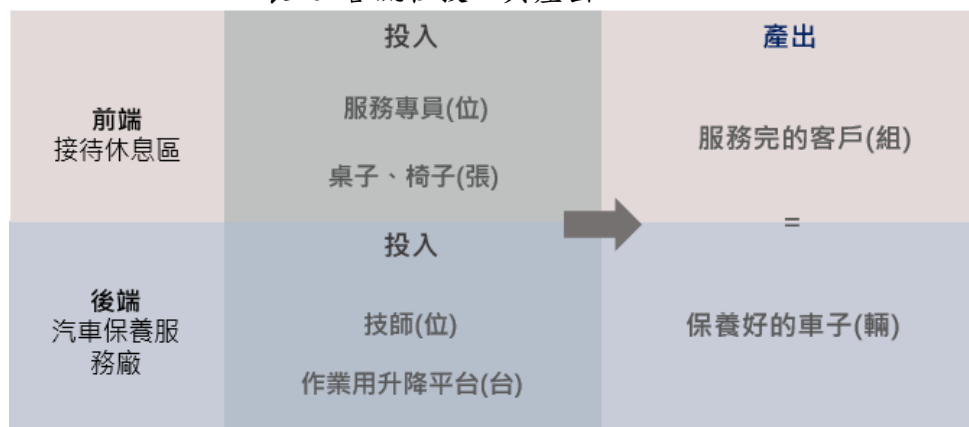 投入
產出
前端
接待休息區
服務專員(位)
桌子、椅子(張)
服務完的客戶(組)
=
後端
汽車保養服
務廠
投入
技師(位)
作業用升降平台(台)
保養好的車子(輛)